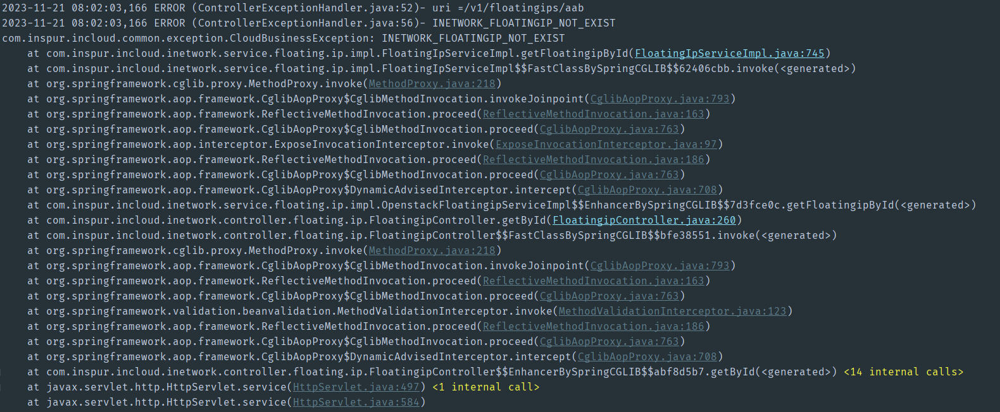 2023-11-21 08:02:03,166 ERROR (ControllerExceptionHandler.java:52)- uri =/v1/floatingips/aab
2023-11-21 08:02:03,166 ERROR (ControllerExceptionHandler.java:56)- INETWORK_FLOATINGIP_NOT_EXIST
com.inspur.incloud.common.exception.CloudBusinessException: INETWORK_FLOATINGIP_NOT_EXIST
    at com.inspur.incloud.inetwork.service.floating.ip.impl.FloatingIpServiceImpl.getFloatingipById(FloatingIpServiceImpl.java:745)
    at com.inspur.incloud.inetwork.service.floating.ip.impl.FloatingIpServiceImpl$$FastClassBySpringCGLIB$$62406cbb.invoke(<generated>)
    at org.springframework.cglib.proxy.MethodProxy.invoke(MethodProxy.java:218)
    at org.springframework.aop.framework.CglibAopProxy$CglibMethodInvocation.invokeJoinpoint(CglibAopProxy.java:793)
    at org.springframework.aop.framework.ReflectiveMethodInvocation.proceed(ReflectiveMethodInvocation.java:163)
    at org.springframework.aop.framework.CglibAopProxy$CglibMethodInvocation.proceed(CglibAopProxy.java:763)
    at org.springframework.aop.interceptor.ExposeInvocationInterceptor.invoke(ExposeInvocationInterceptor.java:97)
    at org.springframework.aop.framework.ReflectiveMethodInvocation.proceed(ReflectiveMethodInvocation.java:186)
    at org.springframework.aop.framework.CglibAopProxy$CglibMethodInvocation.proceed(CglibAopProxy.java:763)
    at org.springframework.aop.framework.CglibAopProxy$DynamicAdvisedInterceptor.intercept(CglibAopProxy.java:708)
    at com.inspur.incloud.inetwork.service.floating.ip.impl.OpenstackFloatingipServiceImpl$$EnhancerBySpringCGLIB$$7d3fce0c.getFloatingipById(<generated>)
    at com.inspur.incloud.inetwork.controller.floating.ip.FloatingipController.getById(FloatingipController.java:260)
    at com.inspur.incloud.inetwork.controller.floating.ip.FloatingipController$$FastClassBySpringCGLIB$$bfe38551.invoke(<generated>)
    at org.springframework.cglib.proxy.MethodProxy.invoke(MethodProxy.java:218)
    at org.springframework.aop.framework.CglibAopProxy$CglibMethodInvocation.invokeJoinpoint(CglibAopProxy.java:793)
    at org.springframework.aop.framework.ReflectiveMethodInvocation.proceed(ReflectiveMethodInvocation.java:163)
    at org.springframework.aop.framework.CglibAopProxy$CglibMethodInvocation.proceed(CglibAopProxy.java:763)
    at org.springframework.validation.beanvalidation.MethodValidationInterceptor.invoke(MethodValidationInterceptor.java:123)
    at org.springframework.aop.framework.ReflectiveMethodInvocation.proceed(ReflectiveMethodInvocation.java:186)
    at org.springframework.aop.framework.CglibAopProxy$CglibMethodInvocation.proceed(CglibAopProxy.java:763)
    at org.springframework.aop.framework.CglibAopProxy$DynamicAdvisedInterceptor.intercept(CglibAopProxy.java:708)
    at com.inspur.incloud.inetwork.controller.floating.ip.FloatingipController$$EnhancerBySpringCGLIB$$abf8d5b7.getById(<generated>) <14 internal calls>
    at javax.servlet.http.HttpServlet.service(HttpServlet.java:497) <1 internal call>
    at javax.servlet.http.HttpServlet.service(HttpServlet.java:584)